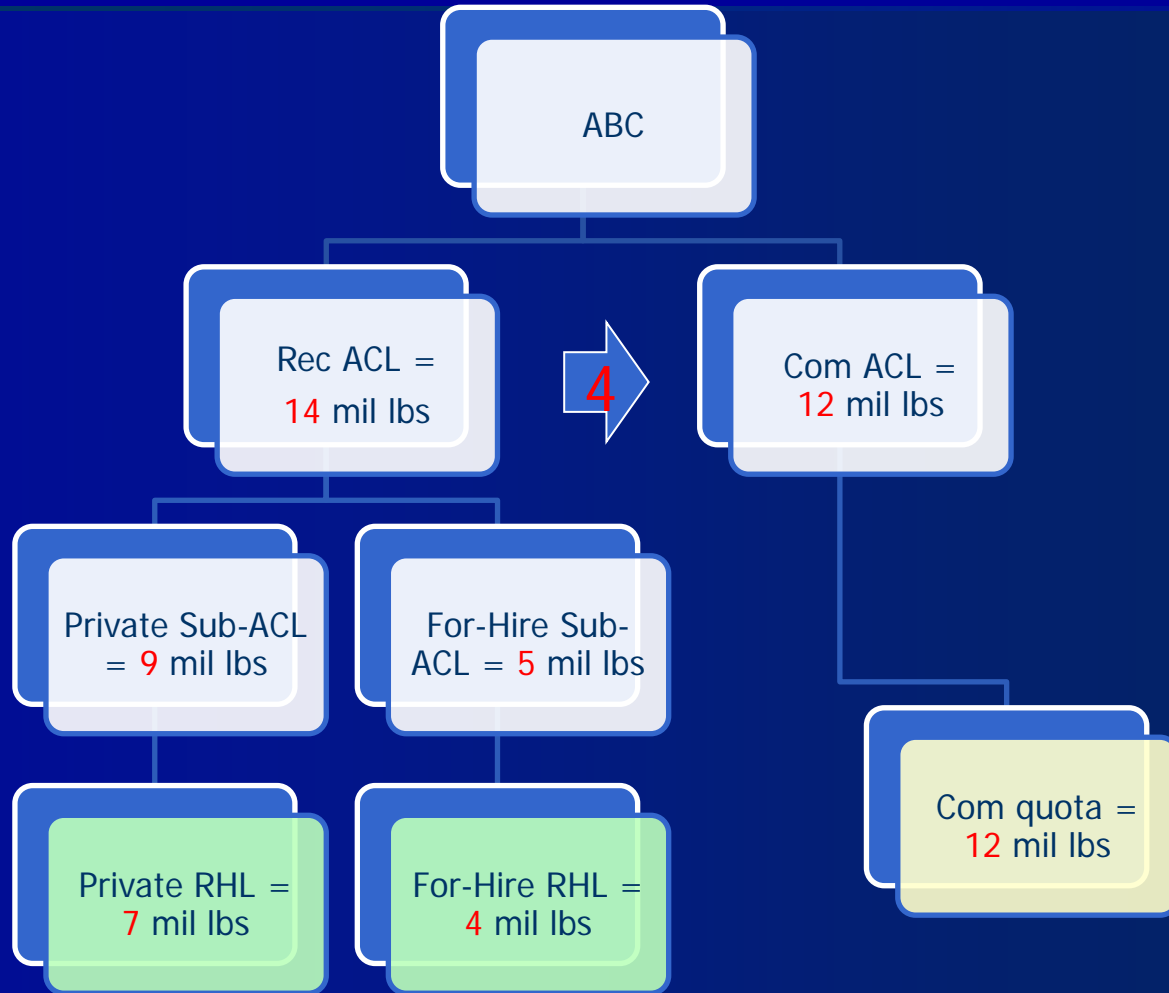 ABC
Rec ACL =
14 mil lbs
4
Com ACL =
12 mil lbs
Private Sub-ACL
= 9 mil lbs
For-Hire Sub-
ACL = 5 mil lbs
Com quota =
12 mil lbs
Private RHL =
7 mil lbs
For-Hire RHL =
4 mil lbs